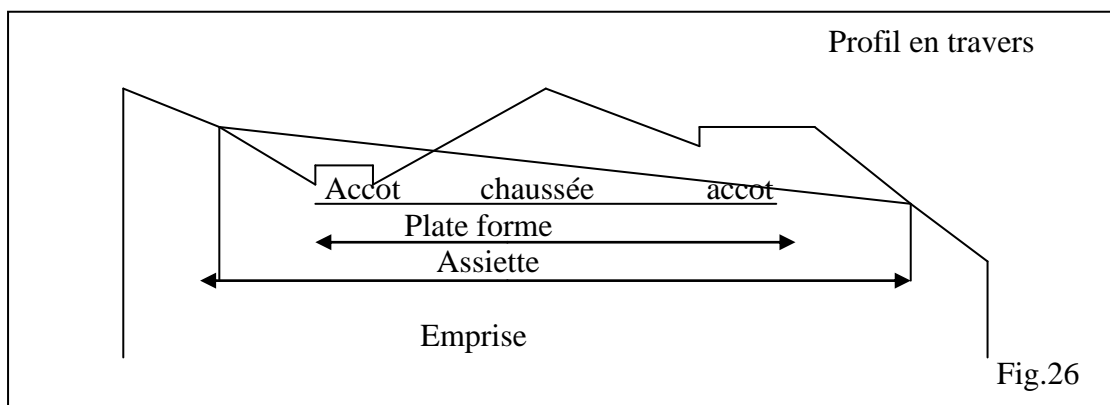 Profil en travers
Accot chaussée accot
Plate forme
Assiette
Emprise
Fig.26